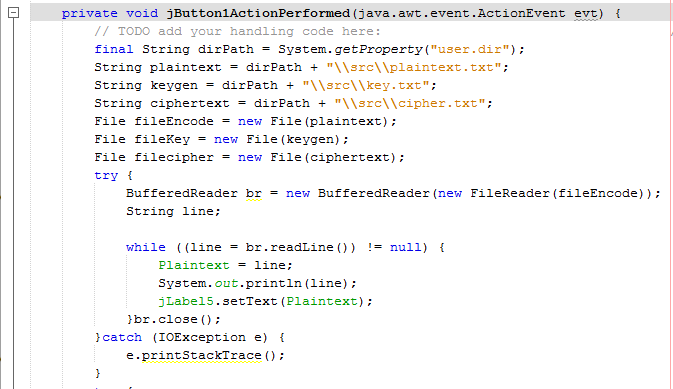 private void jButton1ActionPerformed(java.awt.event.ActionEvent evt) {
// TODO add your handling code here:
final String dirPath = System.getProperty("user.dir");
String plaintext = dirPath + "\\src\\plaintext.txt";
String keygen = dirPath + "\\src\\key.txt";
String ciphertext = dirPath + "\\src\\cipher.txt";
File fileEncode = new File(plaintext);
File fileKey = new File(keygen);
File filecipher = new File(ciphertext);
try {
BufferedReader br = new BufferedReader(new FileReader(fileEncode));
String line;
while ((line = br.readLine()) != null) {
Plaintext = line;
System.out.println(line);
jLabel5.setText(Plaintext);
}br.close();
}catch (IOException e) {
e.printStackTrace();
}